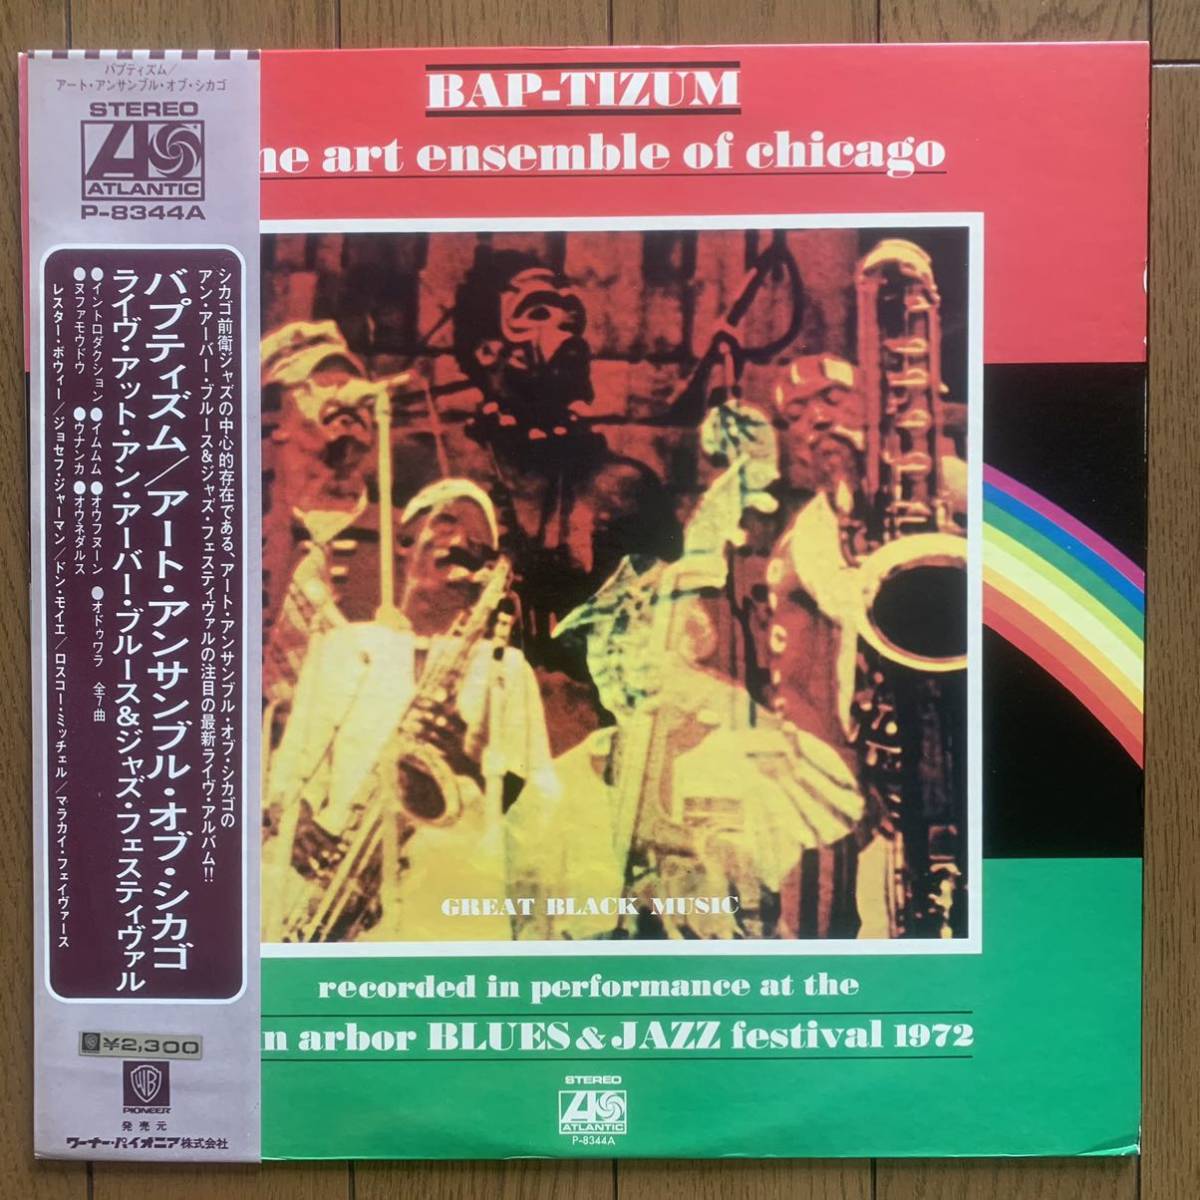 パプティズム/
アート・アンサンブル・オブ・シカゴ
STEREO
ATLANTIC
P-8344A
シカゴ前衛ジャズの中心的存在である、アート・アンサンブル・オブ・シカゴの
アン・アーバー・ブルース&ジャズ・フェスティヴァルの注目の最新ライヴ・アルバム!!
バプティズム/アート・アンサンブル・オブ・シカゴ
ライヴ・アット・アン・アーバー・ブルース&ジャズ・フェスティヴァル
●イントロダクション ●イムムム ●オウフヌーン ●オドゥワラ 全7曲
●ヌファモウドウ ●ウナンカ ●オウネダルス
レスター・ボウィー/ジョセフ・ジャーマン/ドン・モイエ/ロスコー・ミッチェル/マラカイ・フェイヴァース
¥2,300
WB
PIONEER
発売元
ワーナー・パイオニア株式会社
BAP-TIZUM
he art ensemble of chicago
GREAT BLACK MUSIC
recorded in performance at the
n arbor BLUES & JAZZ festival 1972
STEREO
ATLANTIC
P-8344A